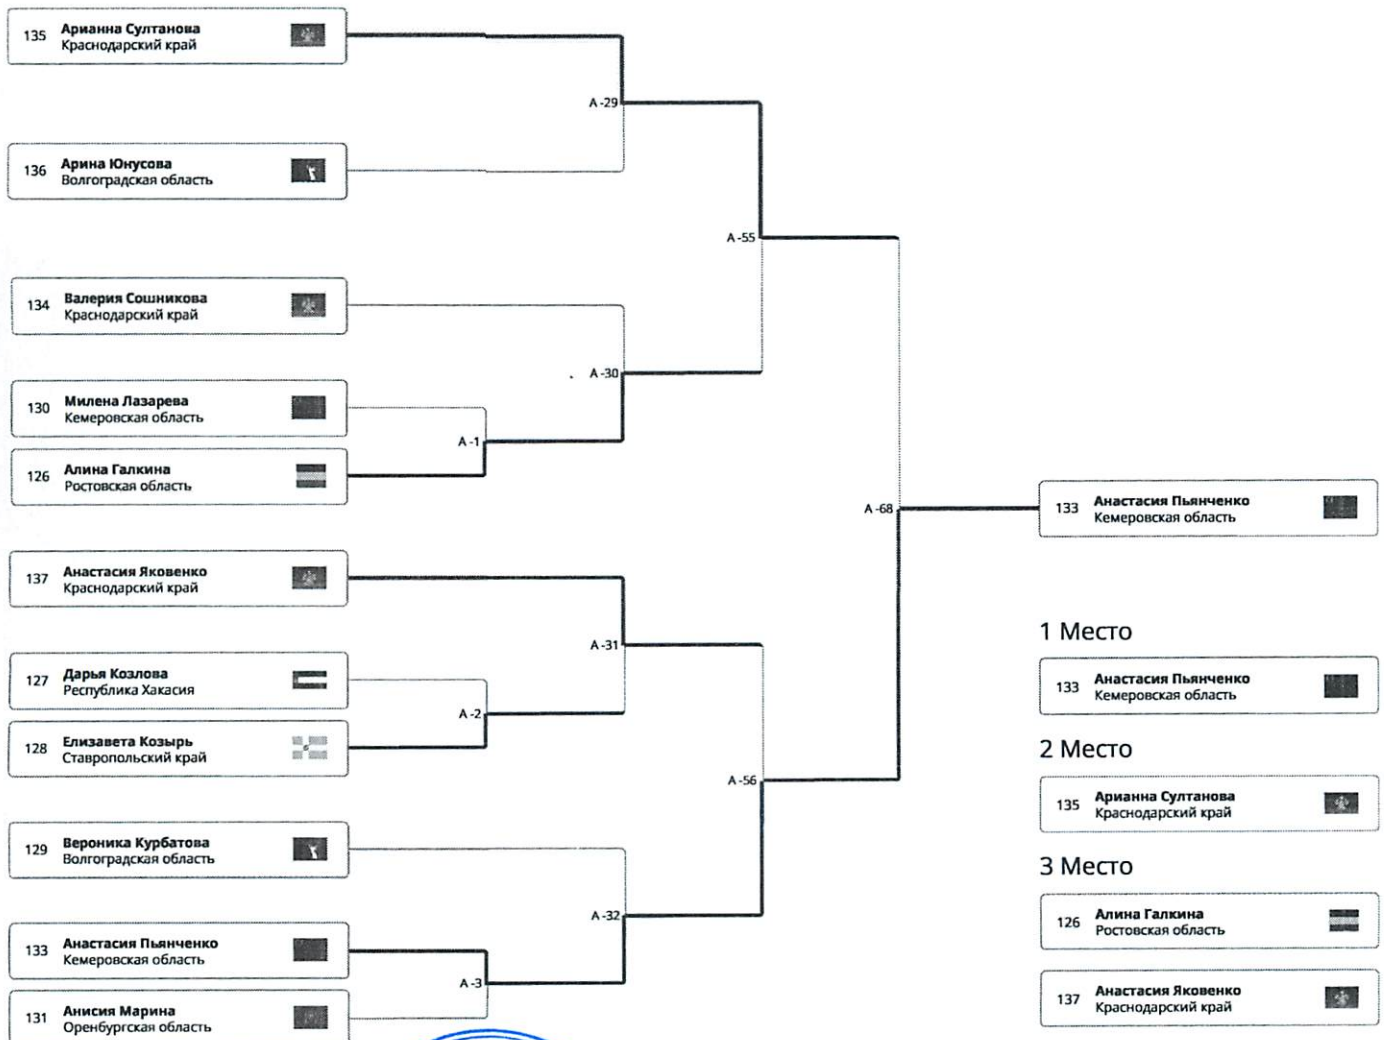 135 Арианна Султанова
Краснодарский край
A -29
136 Арина Юнусова
Волгоградская область
A -55
134 Валерия Сошникова
Краснодарский край
A -30
130 Милена Лазарева
Кемеровская область
A -1
126 Алина Галкина
Ростовская область
A -68
133 Анастасия Пьянченко
Кемеровская область
137 Анастасия Яковенко
Краснодарский край
A -31
127 Дарья Козлова
Республика Хакасия
A -2
128 Елизавета Козырь
Ставропольский край
A -56
129 Вероника Курбатова
Волгоградская область
A -32
133 Анастасия Пьянченко
Кемеровская область
A -3
131 Анисия Марина
Оренбургская область
1 Место
133 Анастасия Пьянченко
Кемеровская область
2 Место
135 Арианна Султанова
Краснодарский край
3 Место
126 Алина Галкина
Ростовская область
137 Анастасия Яковенко
Краснодарский край